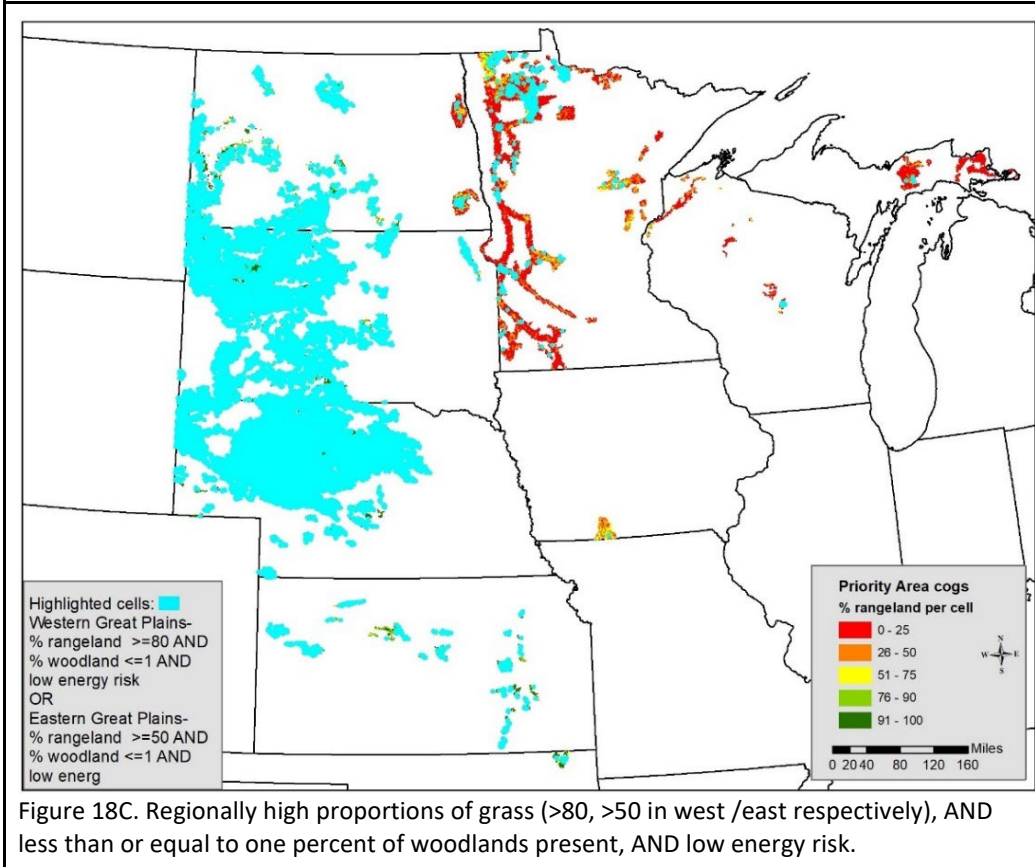 Highlighted cells:
Western Great Plains-
% rangeland >=80 AND
% woodland <=1 AND
low energy risk
OR
Eastern Great Plains-
% rangeland >=50 AND
% woodland <=1 AND
low energ
Priority Area cogs
% rangeland per cell
0 - 25
26 - 50
51 - 75
76 - 90
91 - 100
N
W E
S
Miles
0 20 40 80 120 160
Figure 18C. Regionally high proportions of grass (>80, >50 in west /east respectively), AND
less than or equal to one percent of woodlands present, AND low energy risk.